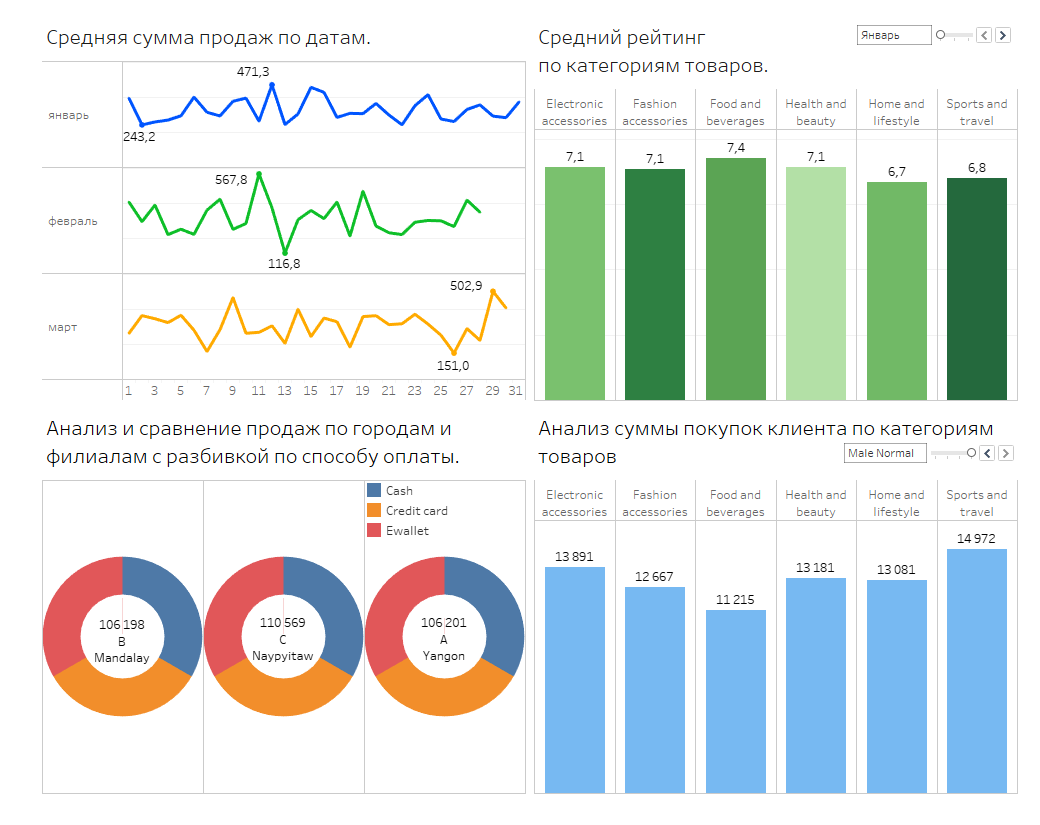 Средняя сумма продаж по датам.
471,3
январь
243,2
567,8
февраль
116,8
502,9
март
151,0
1 3 5 7 9 11 13 15 17 19 21 23 25 27 29 31
Средний рейтинг
по категориям товаров.
Январь
Electronic accessories
Fashion accessories
Food and beverages
Health and beauty
Home and lifestyle
Sports and travel
7,1
7,1
7,4
7,1
6,7
6,8
Анализ и сравнение продаж по городам и
филиалам с разбивкой по способу оплаты.
Cash
Credit card
Ewallet
106 198
B
Mandalay
110 569
C
Naypyitaw
106 201
A
Yangon
Анализ суммы покупок клиента по категориям
товаров
Male Normal
Electronic accessories
Fashion accessories
Food and beverages
Health and beauty
Home and lifestyle
Sports and travel
13 891
12 667
11 215
13 181
13 081
14 972